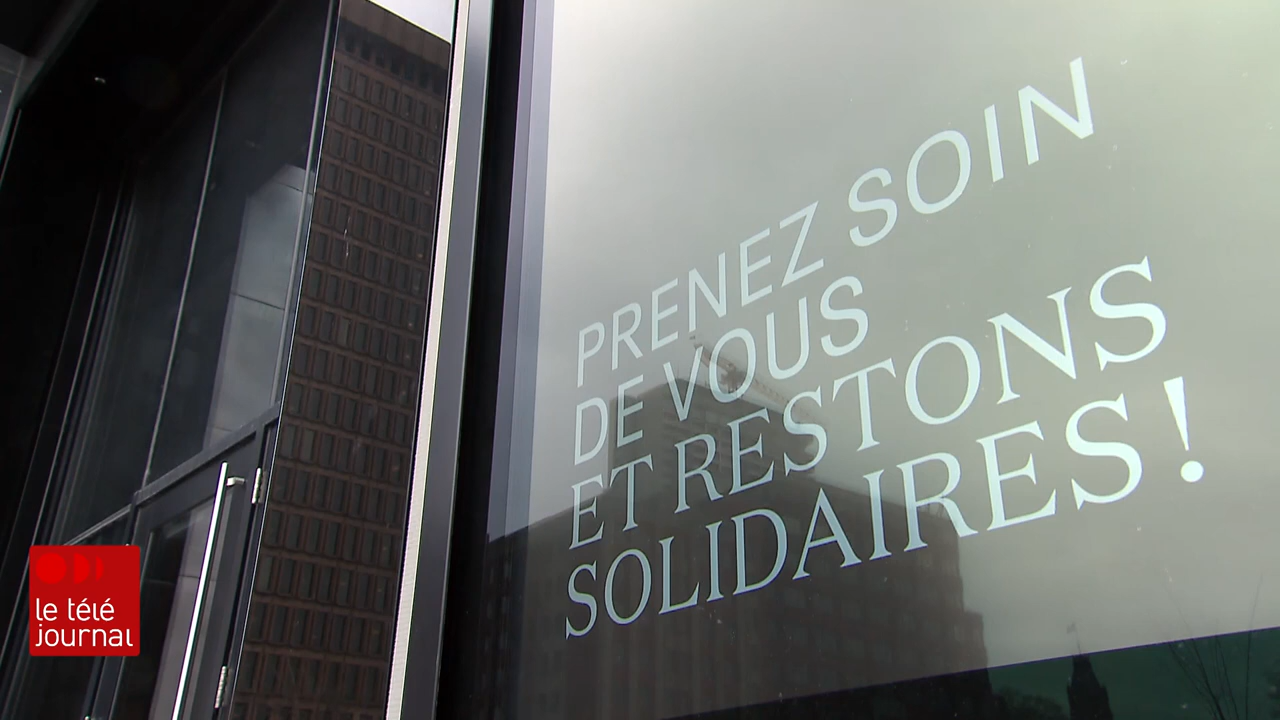 PRENEZ SOIN
DE VOUS
ET RESTONS
SOLIDAIRES !
le télé
journal